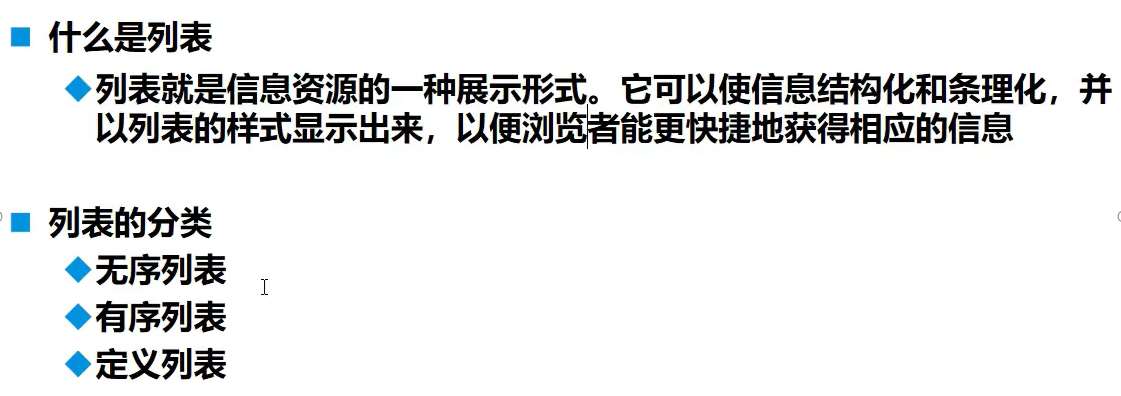 什么是列表
列表就是信息资源的一种展示形式。它可以使信息结构化和条理化，并
以列表的样式显示出来，以便浏览者能更快捷地获得相应的信息
列表的分类
无序列表
有序列表
定义列表